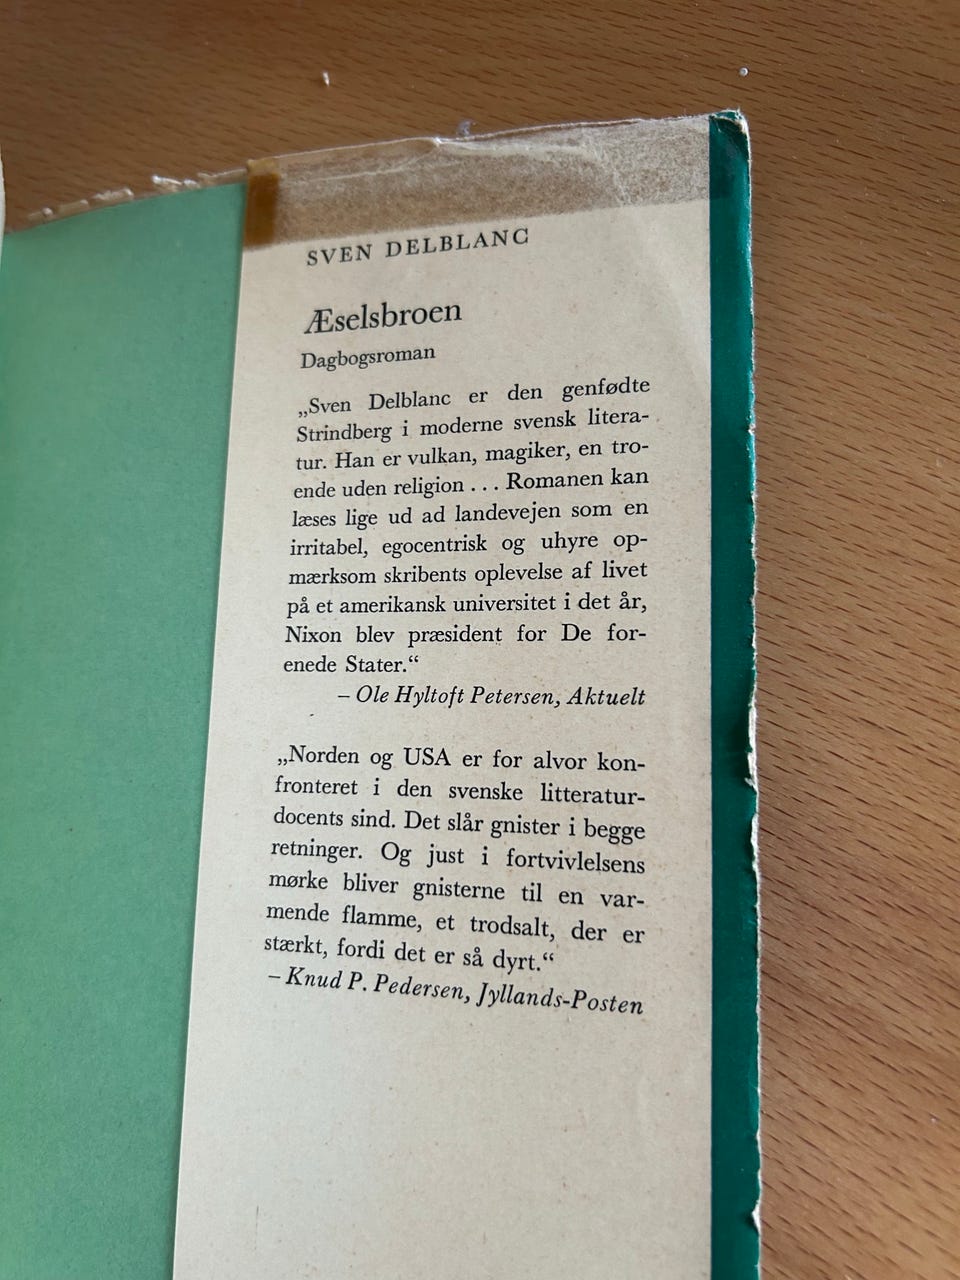 SVEN DELBLANC
Æselsbroen
Dagbogsroman
„Sven Delblanc er den genfødte
Strindberg i moderne svensk littera-
tur. Han er vulkan, magiker, en tro-
ende uden religion . . . Romanen kan
læses lige ud ad landevejen som en
irritabel, egocentrisk og uhyre op-
mærksom skribents oplevelse af livet
på et amerikansk universitet i det år,
Nixon blev præsident for De for-
enede Stater.“
– Ole Hyltoft Petersen, Aktuelt
„Norden og USA er for alvor kon-
fronteret i den svenske litteratur-
docents sind. Det slår gnister i begge
retninger. Og just i fortvivlelsens
mørke bliver gnisterne til en var-
mende flamme, et trodsalt, der er
stærkt, fordi det er så dyrt.“
– Knud P. Pedersen, Jyllands-Posten